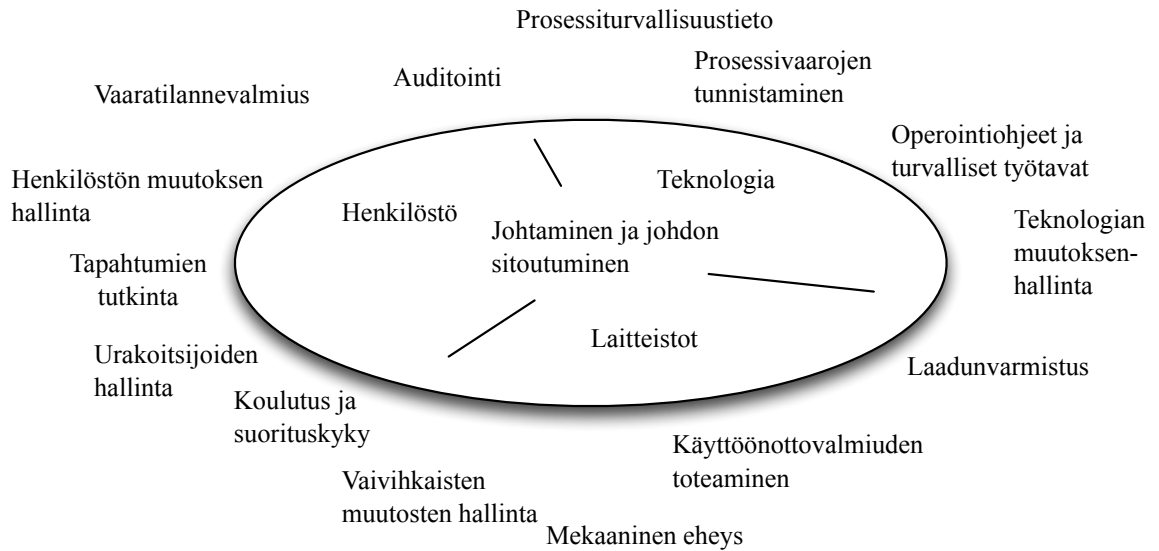 Prosessiturvallisuustieto
Auditointi
Prosessivaarojen
tunnistaminen
Vaaratilannevalmius
Operointiohjeet ja
turvalliset työtavat
Henkilöstön muutoksen
hallinta
Teknologia
Henkilöstö
Johtaminen ja johdon
sitoutuminen
Teknologian
muutoksen-
hallinta
Tapahtumien
tutkinta
Laitteistot
Urakoitsijoiden
hallinta
Laadunvarmistus
Koulutus ja
suorituskyky
Käyttöönottovalmiuden
toteaminen
Vaivihkaisten
muutosten hallinta
Mekaaninen eheys